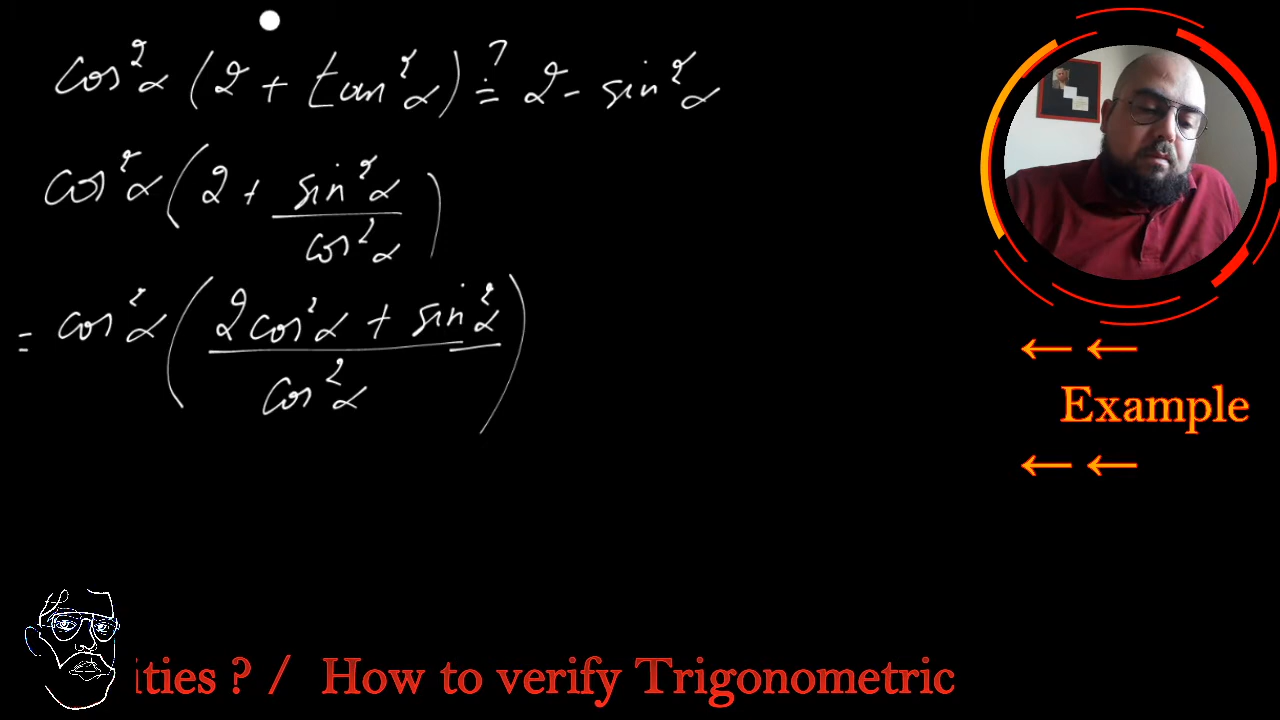 cos²α (2 + tan²α) ≟ 2 - sin²α
cos²α (2 + sin²α / cos²α)
= cos²α (2cos²α + sin²α / cos²α)
← ←
Example
← ←
ities ? / How to verify Trigonometric